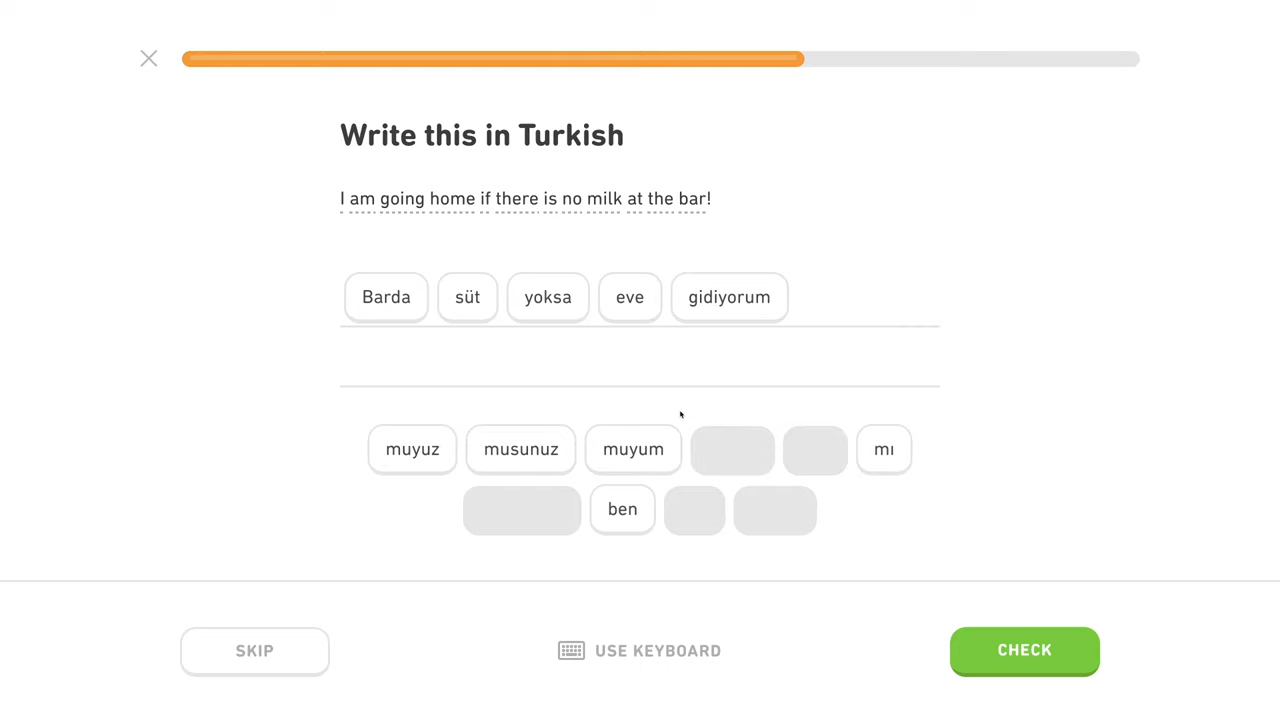 Write this in Turkish
I am going home if there is no milk at the bar!
Barda süt yoksa eve gidiyorum
muyuz musunuz muyum mı
ben
SKIP USE KEYBOARD CHECK